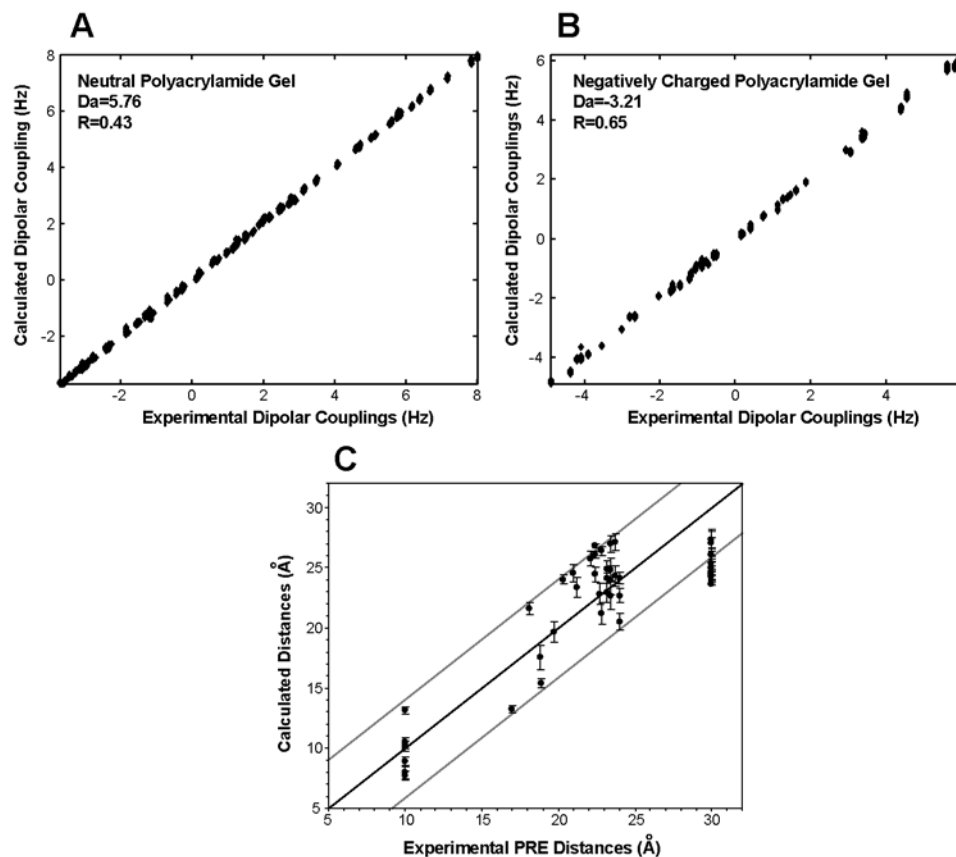 A
B
Neutral Polyacrylamide Gel
Da=5.76
R=0.43
Calculated Dipolar Coupling (Hz)
8
6
4
2
0
-2
-2
0
2
4
6
8
Experimental Dipolar Couplings (Hz)
Negatively Charged Polyacrylamide Gel
Da=-3.21
R=0.65
Calculated Dipolar Couplings (Hz)
6
4
2
0
-2
-4
-4
-2
0
2
4
Experimental Dipolar Couplings (Hz)
C
Calculated Distances (Å)
30
25
20
15
10
5
5
10
15
20
25
30
Experimental PRE Distances (Å)